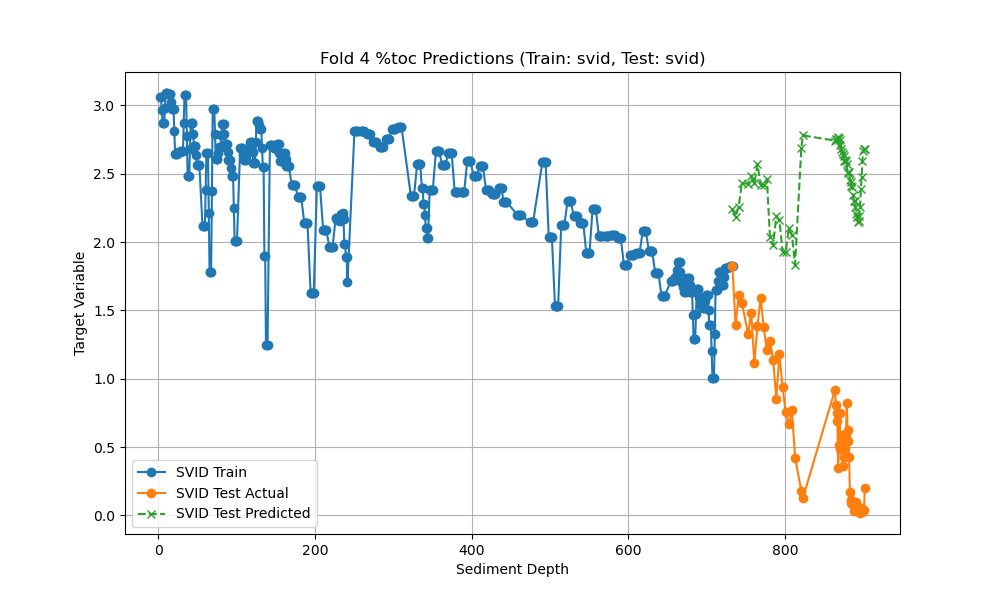 Fold 4 %toc Predictions (Train: svid, Test: svid)
Target Variable
3.0
2.5
2.0
1.5
1.0
0.5
0.0
SVID Train
SVID Test Actual
SVID Test Predicted
0
200
400
600
800
Sediment Depth